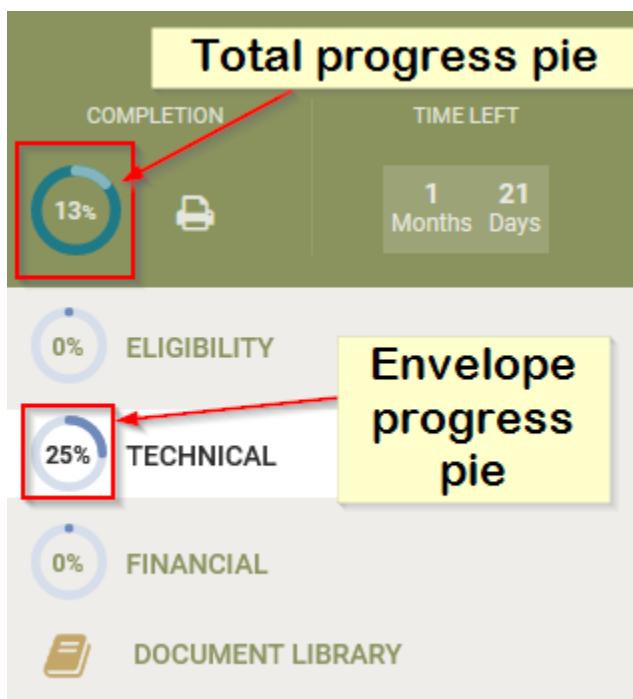 Total progress pie
COMPLETION
TIME LEFT
13%
1 21
Months Days
0% ELIGIBILITY
Envelope
progress
pie
25% TECHNICAL
0% FINANCIAL
DOCUMENT LIBRARY